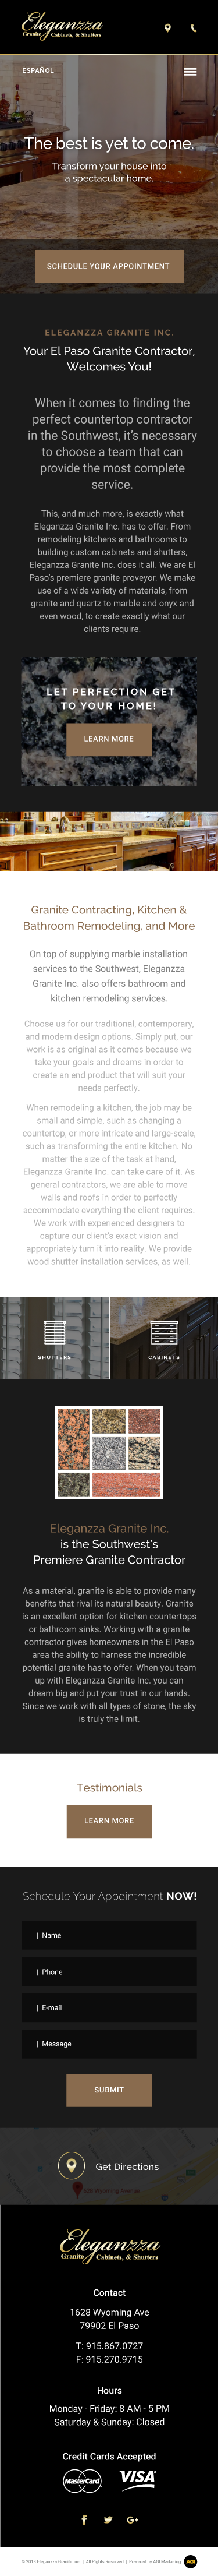 Eleganzza
Granite Cabinets, & Shutters
ESPAÑOL
The best is yet to come.
Transform your house into
a spectacular home.
SCHEDULE YOUR APPOINTMENT
ELEGANZZA GRANITE INC.
Your El Paso Granite Contractor,
Welcomes You!
When it comes to finding the
perfect countertop contractor
in the Southwest, it's necessary
to choose a team that can
provide the most complete
service.
This, and much more, is exactly what
Eleganzza Granite Inc. has to offer. From
remodeling kitchens and bathrooms to
building custom cabinets and shutters,
Eleganzza Granite Inc. does it all. We are El
Paso's premiere granite proveyor. We make
use of a wide variety of materials, from
granite and quartz to marble and onyx and
even wood, to create exactly what our
clients require.
LET PERFECTION GET
TO YOUR HOME!
LEARN MORE
Granite Contracting, Kitchen &
Bathroom Remodeling, and More
On top of supplying marble installation
services to the Southwest, Eleganzza
Granite Inc. also offers bathroom and
kitchen remodeling services.
Choose us for our traditional, contemporary,
and modern design options. Simply put, our
work is as original as it comes because we
take your goals and dreams in order to
create an end product that will suit your
needs perfectly.
When remodeling a kitchen, the job may be
small and simple, such as changing a
countertop, or more intricate and large-scale,
such as transforming the entire kitchen. No
matter the size of the task at hand,
Eleganzza Granite Inc. can take care of it. As
general contractors, we are able to move
walls and roofs in order to perfectly
accommodate everything the client requires.
We work with experienced designers to
capture our client's exact vision and
appropriately turn it into reality. We provide
wood shutter installation services, as well.
SHUTTERS
CABINETS
Eleganzza Granite Inc.
is the Southwest's
Premiere Granite Contractor
As a material, granite is able to provide many
benefits that rival its natural beauty. Granite
is an excellent option for kitchen countertops
or bathroom sinks. Working with a granite
contractor gives homeowners in the El Paso
area the ability to harness the incredible
potential granite has to offer. When you team
up with Eleganzza Granite Inc. you can
dream big and put your trust in our hands.
Since we work with all types of stone, the sky
is truly the limit.
Testimonials
LEARN MORE
Schedule Your Appointment NOW!
| Name
| Phone
| E-mail
| Message
SUBMIT
Get Directions
1628 Wyoming Avenue
Eleganzza
Granite Cabinets, & Shutters
Contact
1628 Wyoming Ave
79902 El Paso
T: 915.867.0727
F: 915.270.9715
Hours
Monday - Friday: 8 AM - 5 PM
Saturday & Sunday: Closed
Credit Cards Accepted
MasterCard VISA
© 2018 Eleganzza Granite Inc. | All Rights Reserved | Powered by AGI Marketing AGI